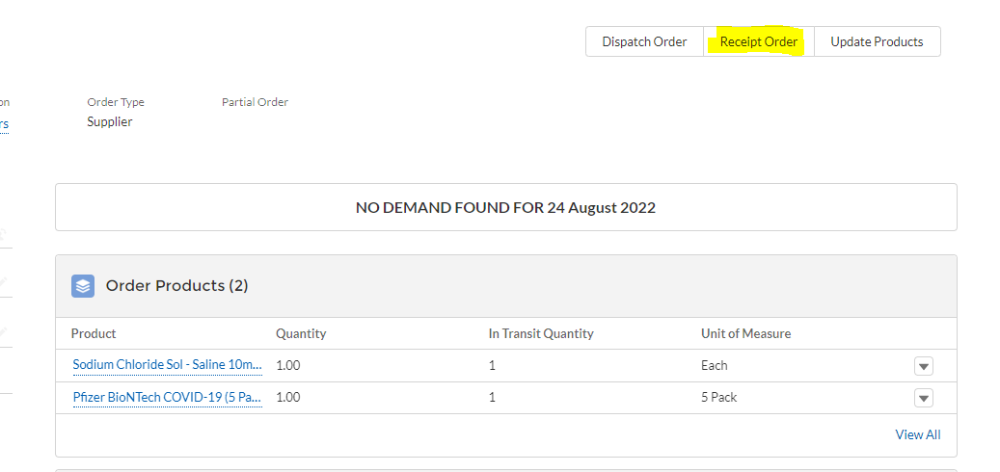 Dispatch Order Receipt Order Update Products
on Order Type Partial Order
rs Supplier
NO DEMAND FOUND FOR 24 August 2022
Order Products (2)
Product Quantity In Transit Quantity Unit of Measure
Sodium Chloride Sol - Saline 10m... 1.00 1 Each
Pfizer BioNTech COVID-19 (5 Pa... 1.00 1 5 Pack
View All